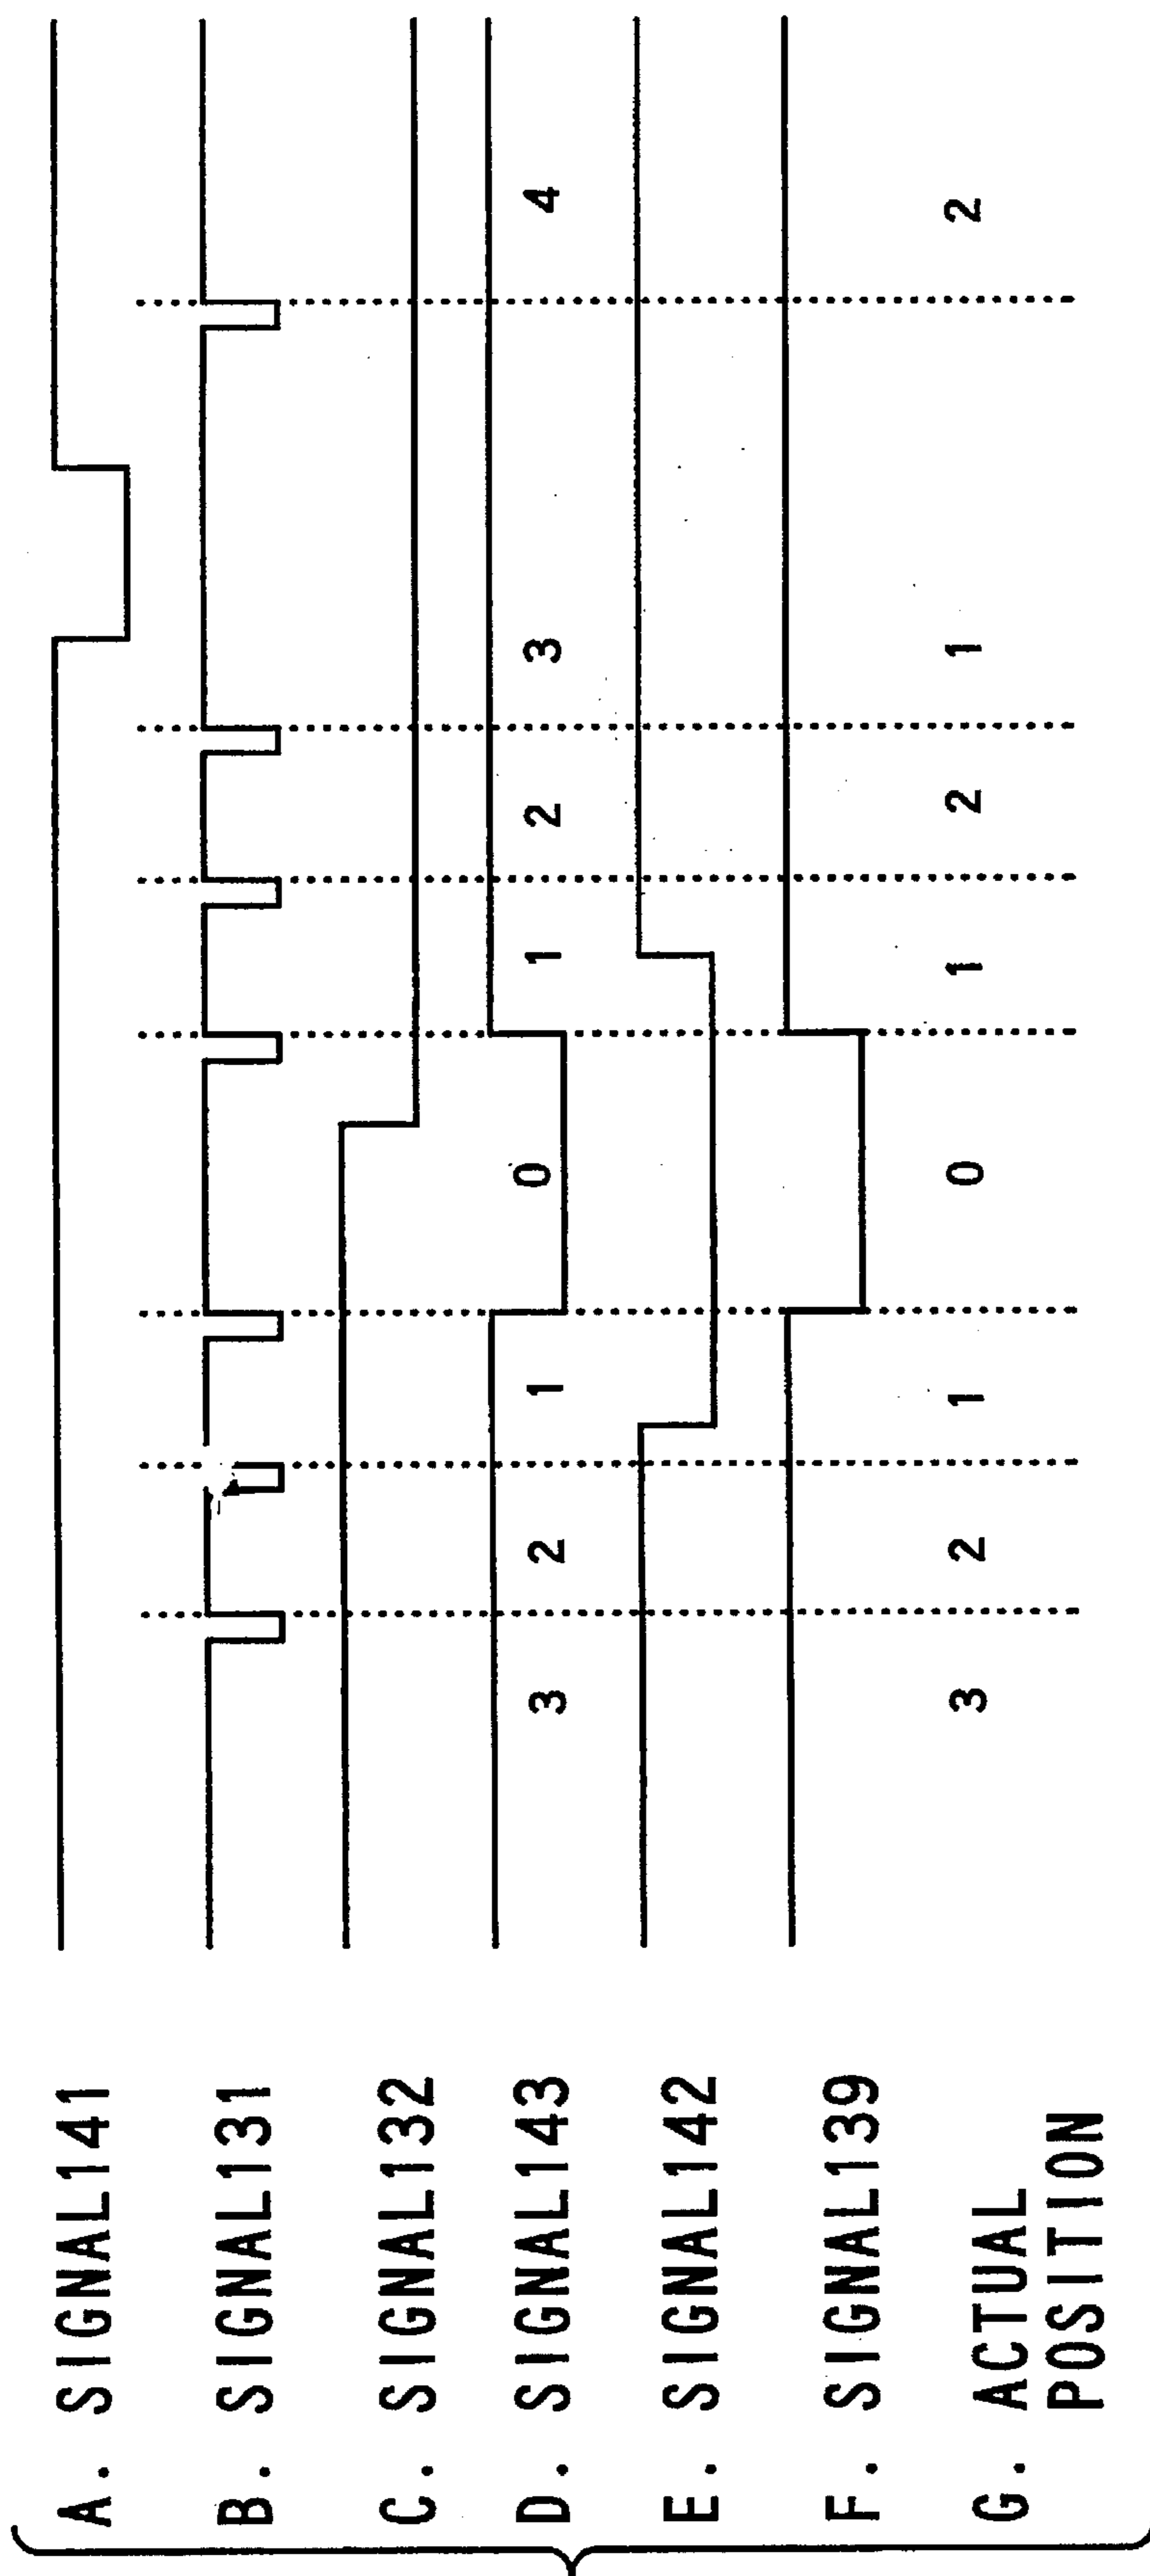 A. SIGNAL141
B. SIGNAL131
C. SIGNAL132
D. SIGNAL143
3 2 1 0 1 2 3 4
E. SIGNAL142
F. SIGNAL139
G. ACTUAL
POSITION
3 2 1 0 1 2 1 2